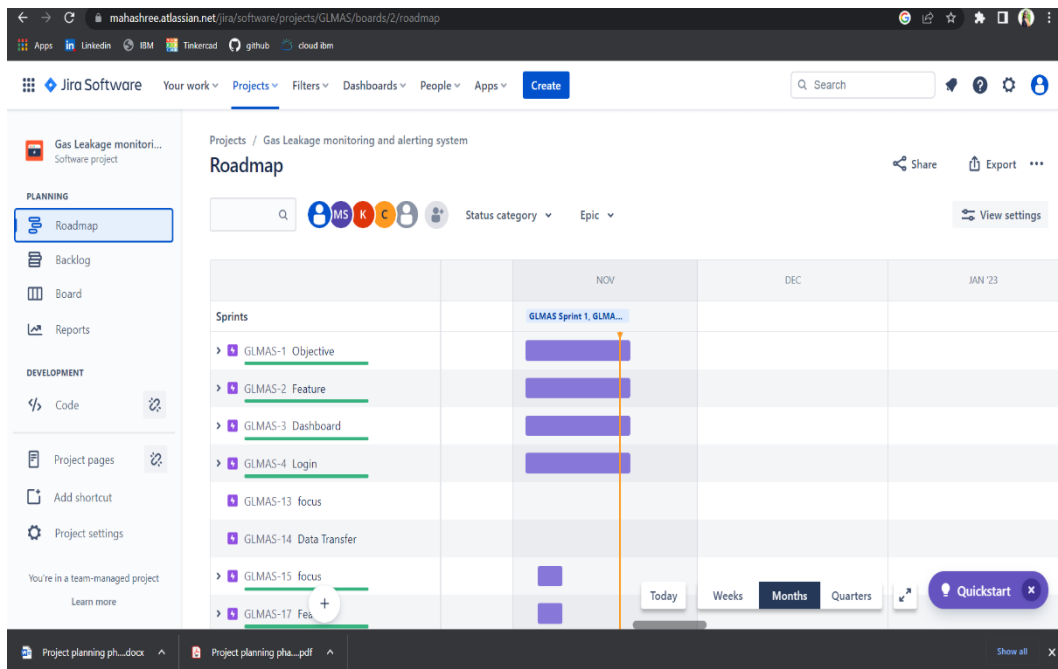 mahashree.atlassian.net/jira/software/projects/GLMAS/boards/2/roadmap
Apps Linkedin IBM Tinkercad github cloud ibm
Jira Software Your work Projects Filters Dashboards People Apps Create Search
Gas Leakage monitori...
Software project
PLANNING
Roadmap
Backlog
Board
Reports
DEVELOPMENT
Code
Project pages
Add shortcut
Project settings
You're in a team-managed project
Learn more
Projects / Gas Leakage monitoring and alerting system
Roadmap
Share Export
MS K C Status category Epic View settings
NOV DEC JAN '23
Sprints GLMAS Sprint 1, GLMA...
GLMAS-1 Objective
GLMAS-2 Feature
GLMAS-3 Dashboard
GLMAS-4 Login
GLMAS-13 focus
GLMAS-14 Data Transfer
GLMAS-15 focus
GLMAS-17
Today Weeks Months Quarters Quickstart
Project planning ph....docx Project planning pha....pdf Show all